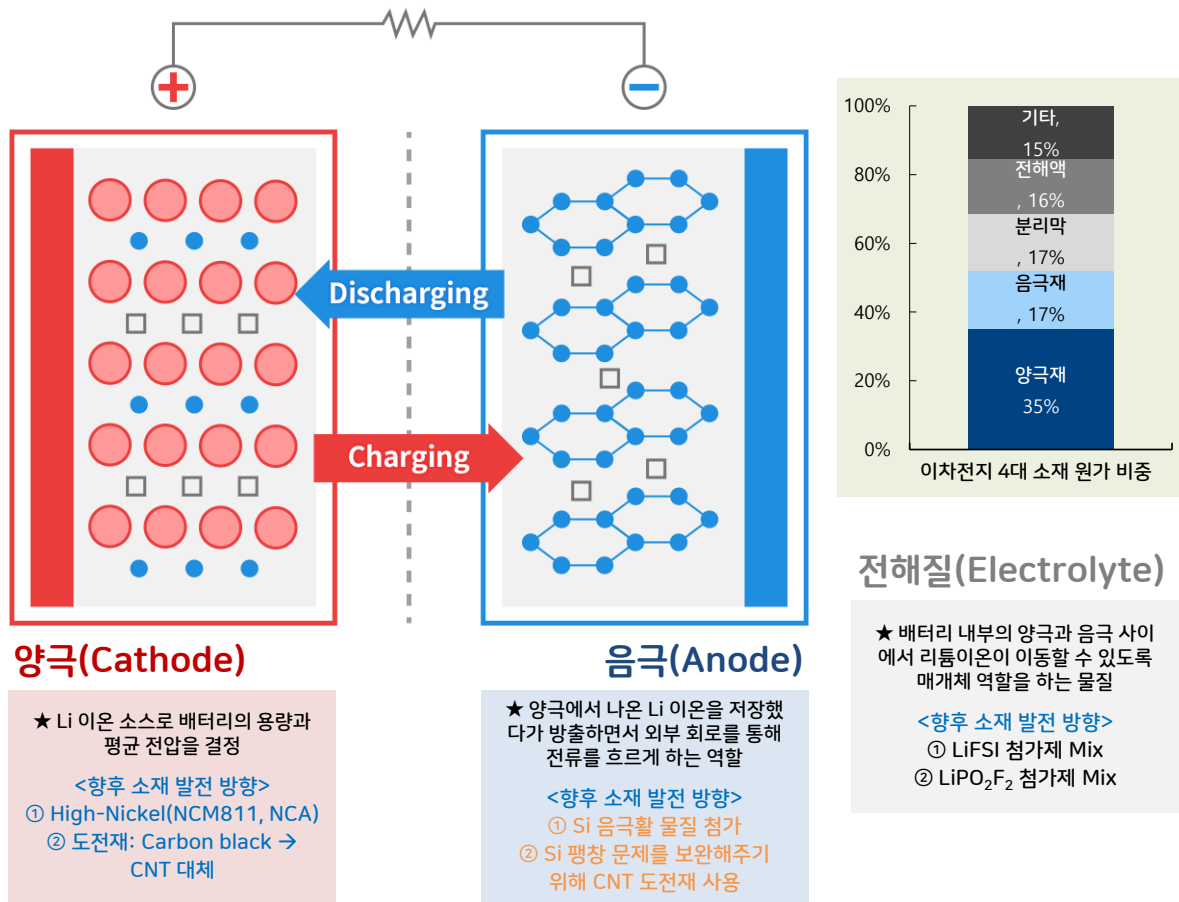 +
−
Discharging
Charging
100%
80%
60%
40%
20%
0%
기타,
15%
전해액
, 16%
분리막
, 17%
음극재
, 17%
양극재
35%
이차전지 4대 소재 원가 비중
양극(Cathode)
★ Li 이온 소스로 배터리의 용량과
평균 전압을 결정
<향후 소재 발전 방향>
① High-Nickel(NCM811, NCA)
② 도전재: Carbon black →
CNT 대체
음극(Anode)
★ 양극에서 나온 Li 이온을 저장했
다가 방출하면서 외부 회로를 통해
전류를 흐르게 하는 역할
<향후 소재 발전 방향>
① Si 음극활 물질 첨가
② Si 팽창 문제를 보완해주기
위해 CNT 도전재 사용
전해질(Electrolyte)
★ 배터리 내부의 양극과 음극 사이
에서 리튬이온이 이동할 수 있도록
매개체 역할을 하는 물질
<향후 소재 발전 방향>
① LiFSI 첨가제 Mix
② LiPO₂F₂ 첨가제 Mix